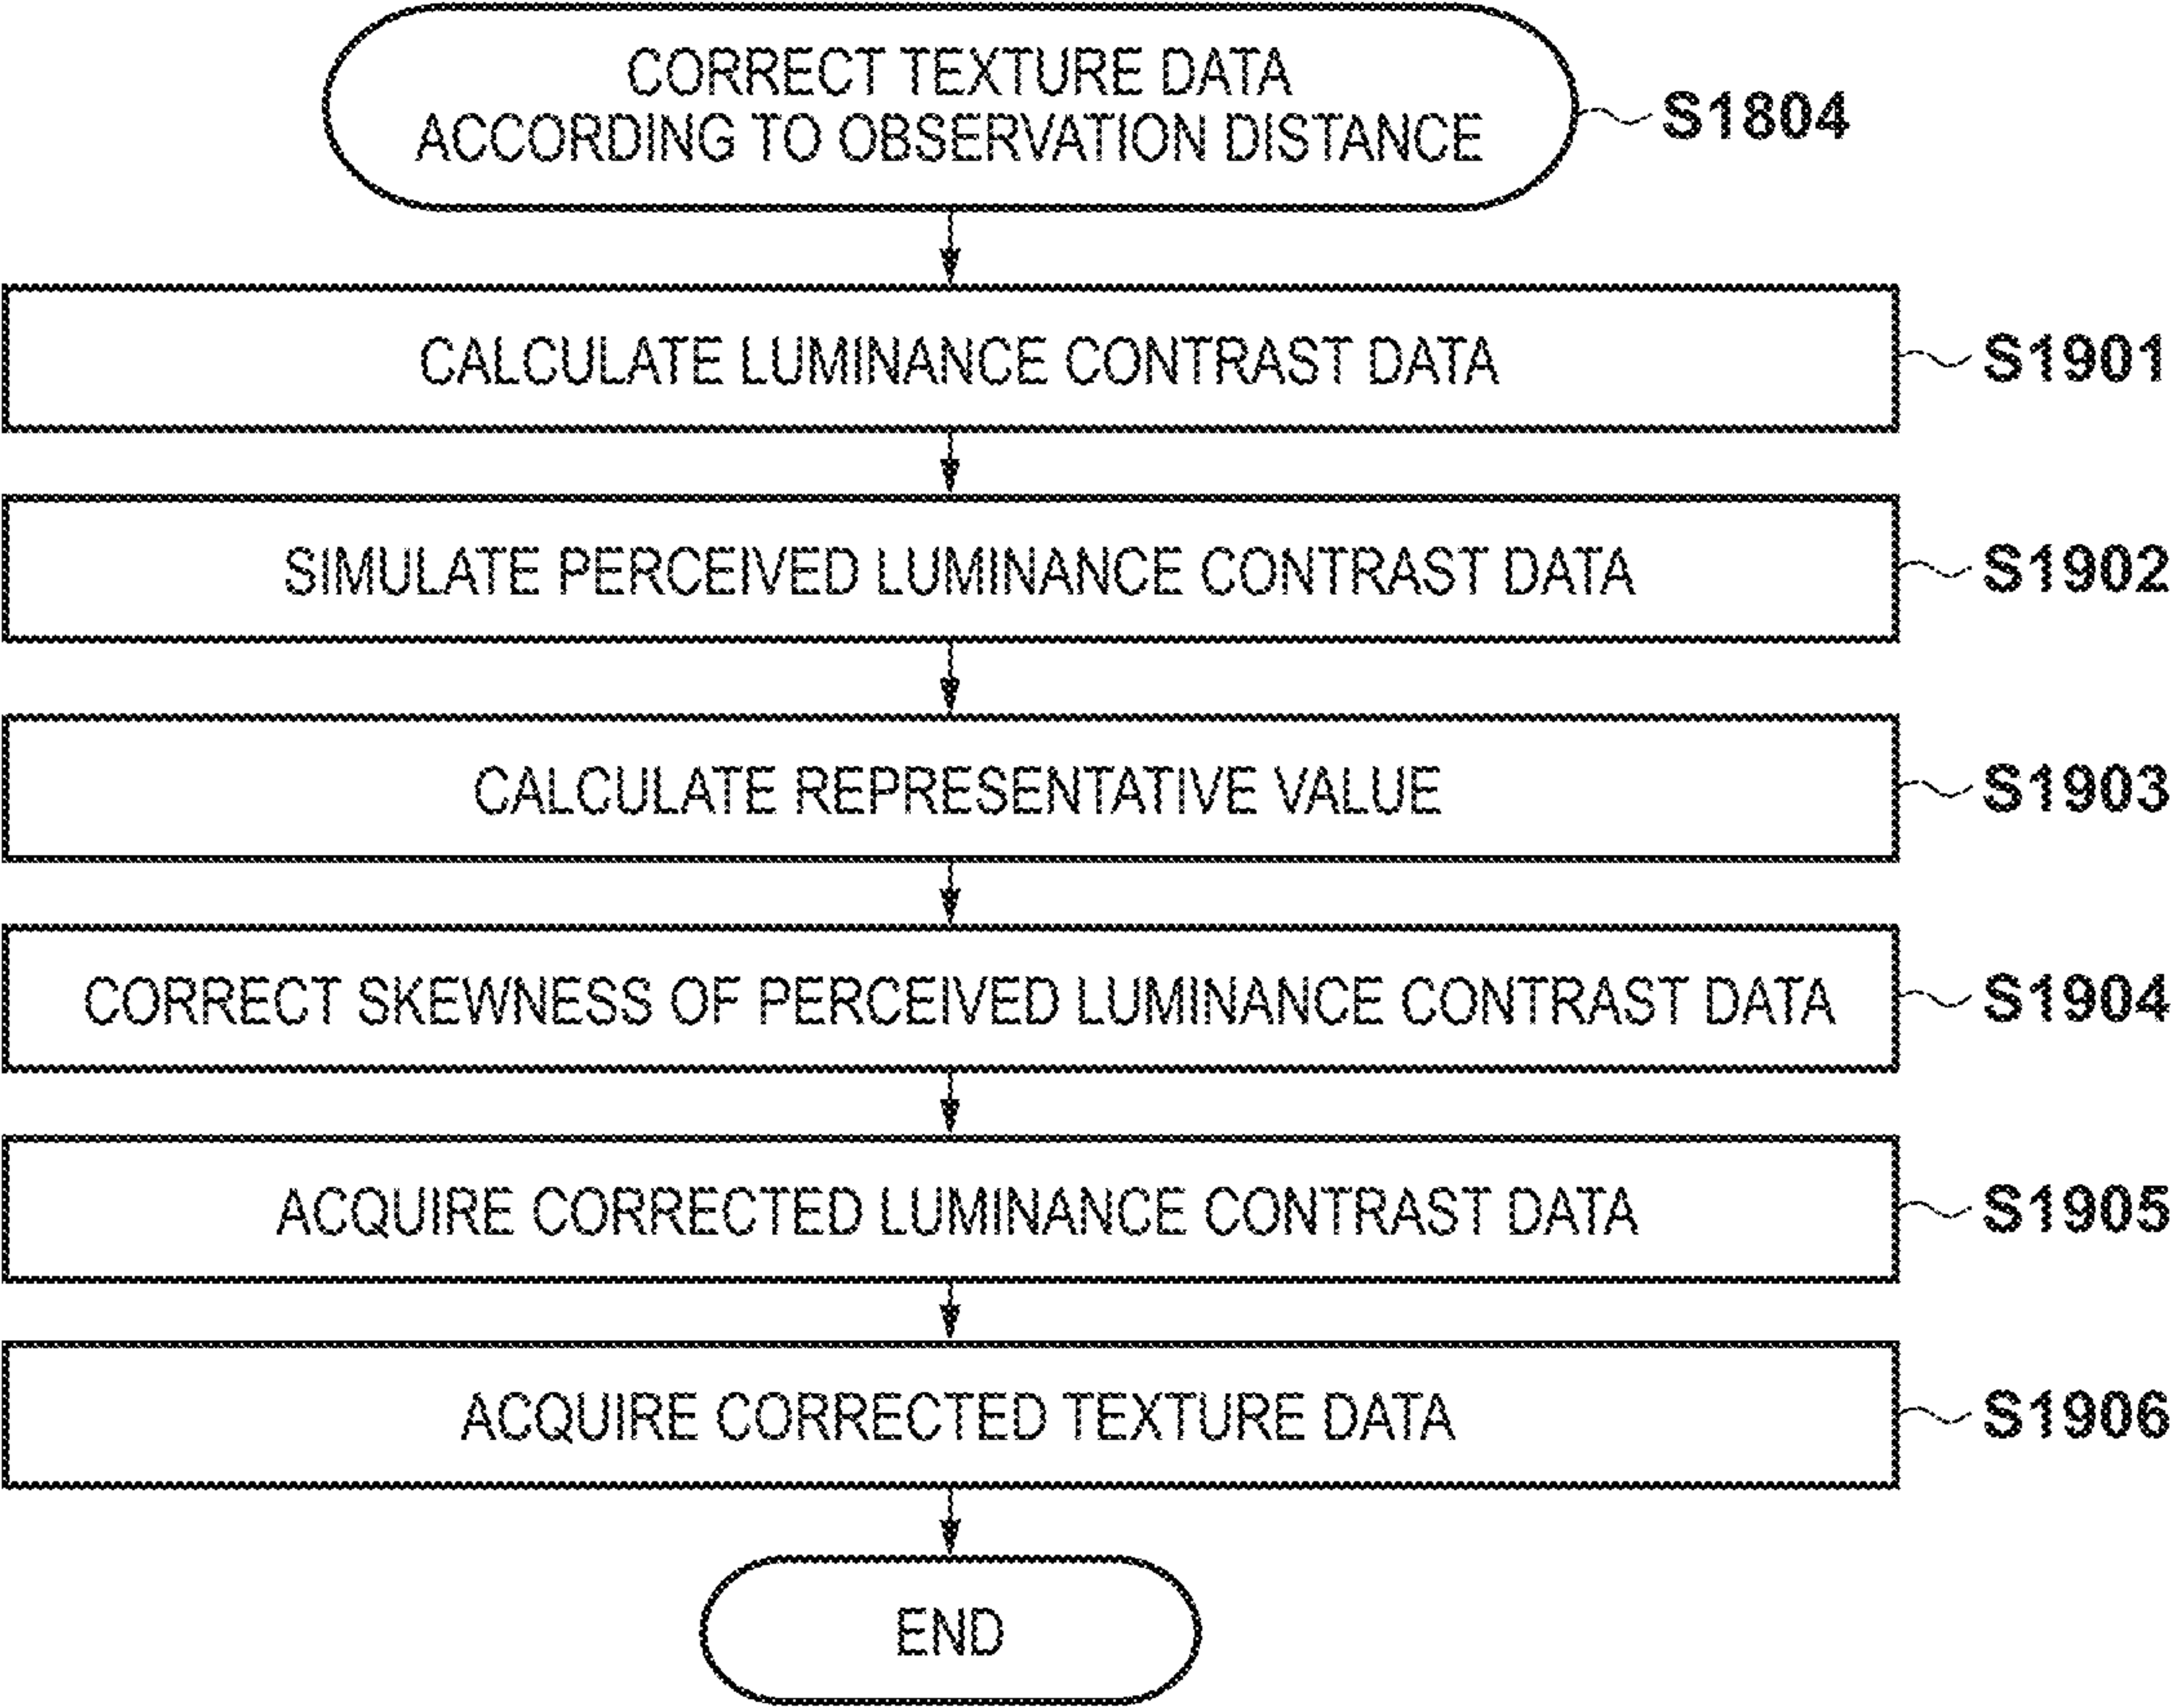 CORRECT TEXTURE DATA
ACCORDING TO OBSERVATION DISTANCE
S1804
CALCULATE LUMINANCE CONTRAST DATA
S1901
SIMULATE PERCEIVED LUMINANCE CONTRAST DATA
S1902
CALCULATE REPRESENTATIVE VALUE
S1903
CORRECT SKEWNESS OF PERCEIVED LUMINANCE CONTRAST DATA
S1904
ACQUIRE CORRECTED LUMINANCE CONTRAST DATA
S1905
ACQUIRE CORRECTED TEXTURE DATA
S1906
END